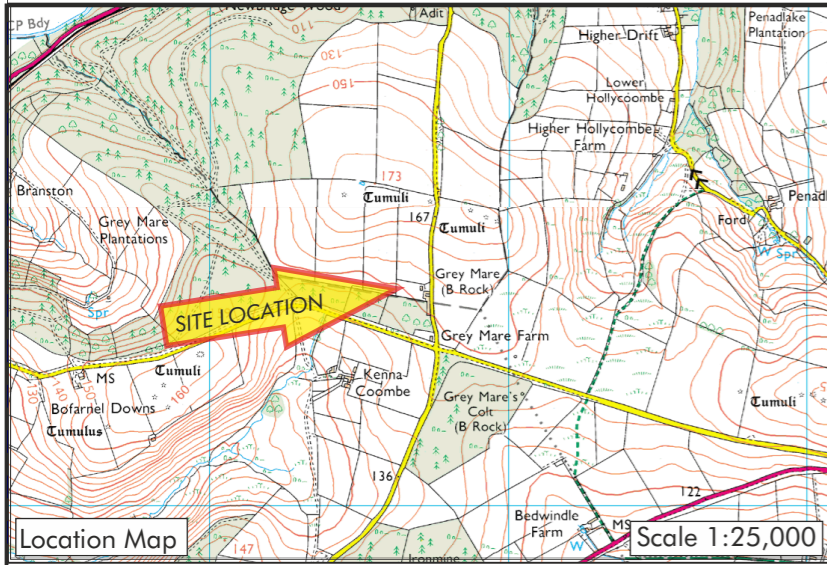 CP Bdy
Newbridge Wood
Adit
110
130
150
Higher Drift
Penadlake
Plantation
Lower
Hollycoombe
Higher Hollycombe
Farm
Branston
Grey Mare
Plantations
Spr
173
Tumuli
167
Tumuli
Grey Mare
(B Rock)
Ford
W
Spr
SITE LOCATION
Grey Mare Farm
MS
Tumuli
Kenna-
Coombe
130
140
150
160
Bofarnel Downs
Tumulus
Grey Mare's
Colt
(B Rock)
Tumuli
136
122
Bedwindle
Farm
W
MS
147
Ironmine
Location Map
Scale 1:25,000